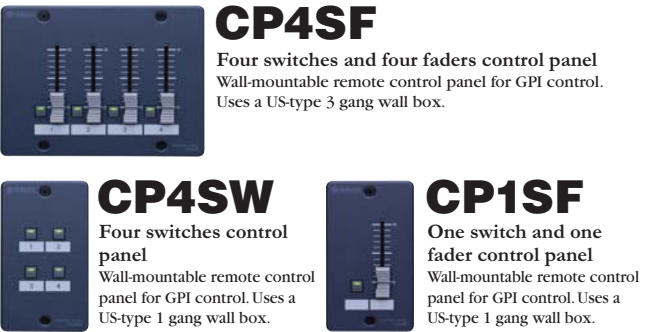 CP4SF
Four switches and four faders control panel
Wall-mountable remote control panel for GPI control.
Uses a US-type 3 gang wall box.
1 2 3 4
CP4SW
Four switches control
panel
Wall-mountable remote control
panel for GPI control. Uses a
US-type 1 gang wall box.
1 2
3 4
CP1SF
One switch and one
fader control panel
Wall-mountable remote control
panel for GPI control. Uses a
US-type 1 gang wall box.